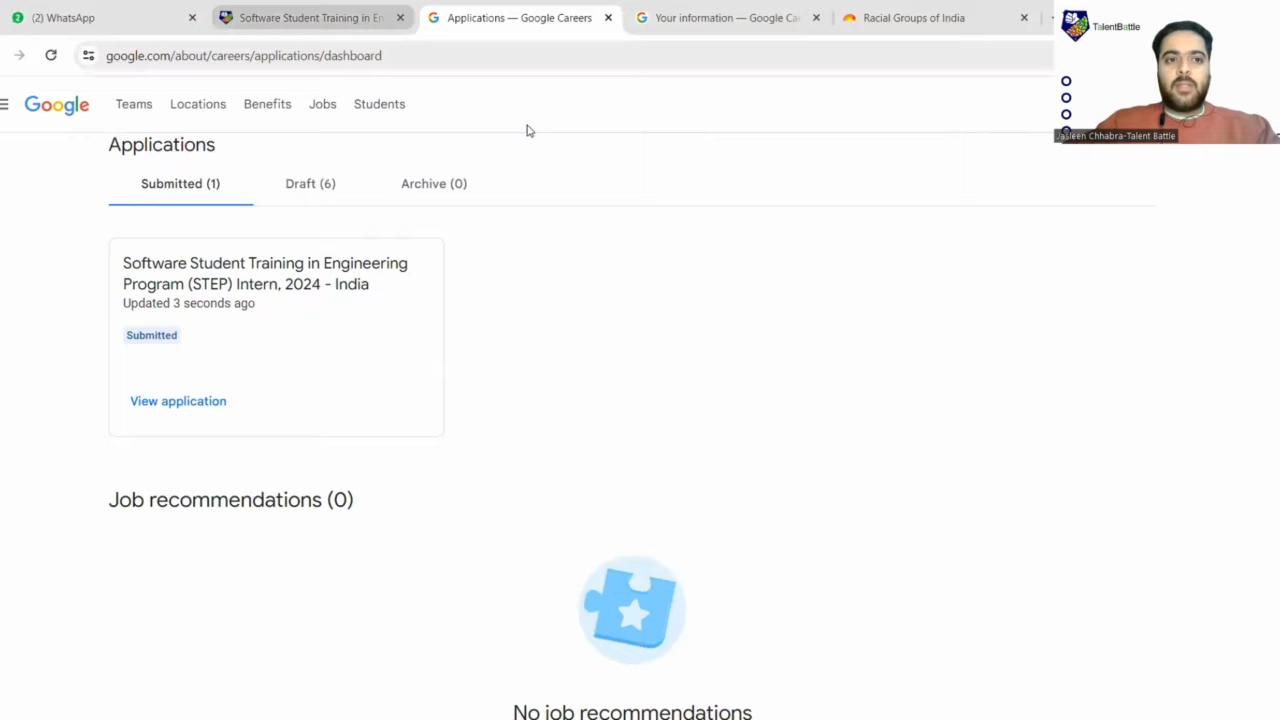 (2) WhatsApp
Software Student Training in En
Applications — Google Careers
Your information — Google Ca
Racial Groups of India
TalentBattle
google.com/about/careers/applications/dashboard
Google
Teams
Locations
Benefits
Jobs
Students
Jasleen Chhabra-Talent Battle
Applications
Submitted (1)
Draft (6)
Archive (0)
Software Student Training in Engineering
Program (STEP) Intern, 2024 - India
Updated 3 seconds ago
Submitted
View application
Job recommendations (0)
No job recommendations